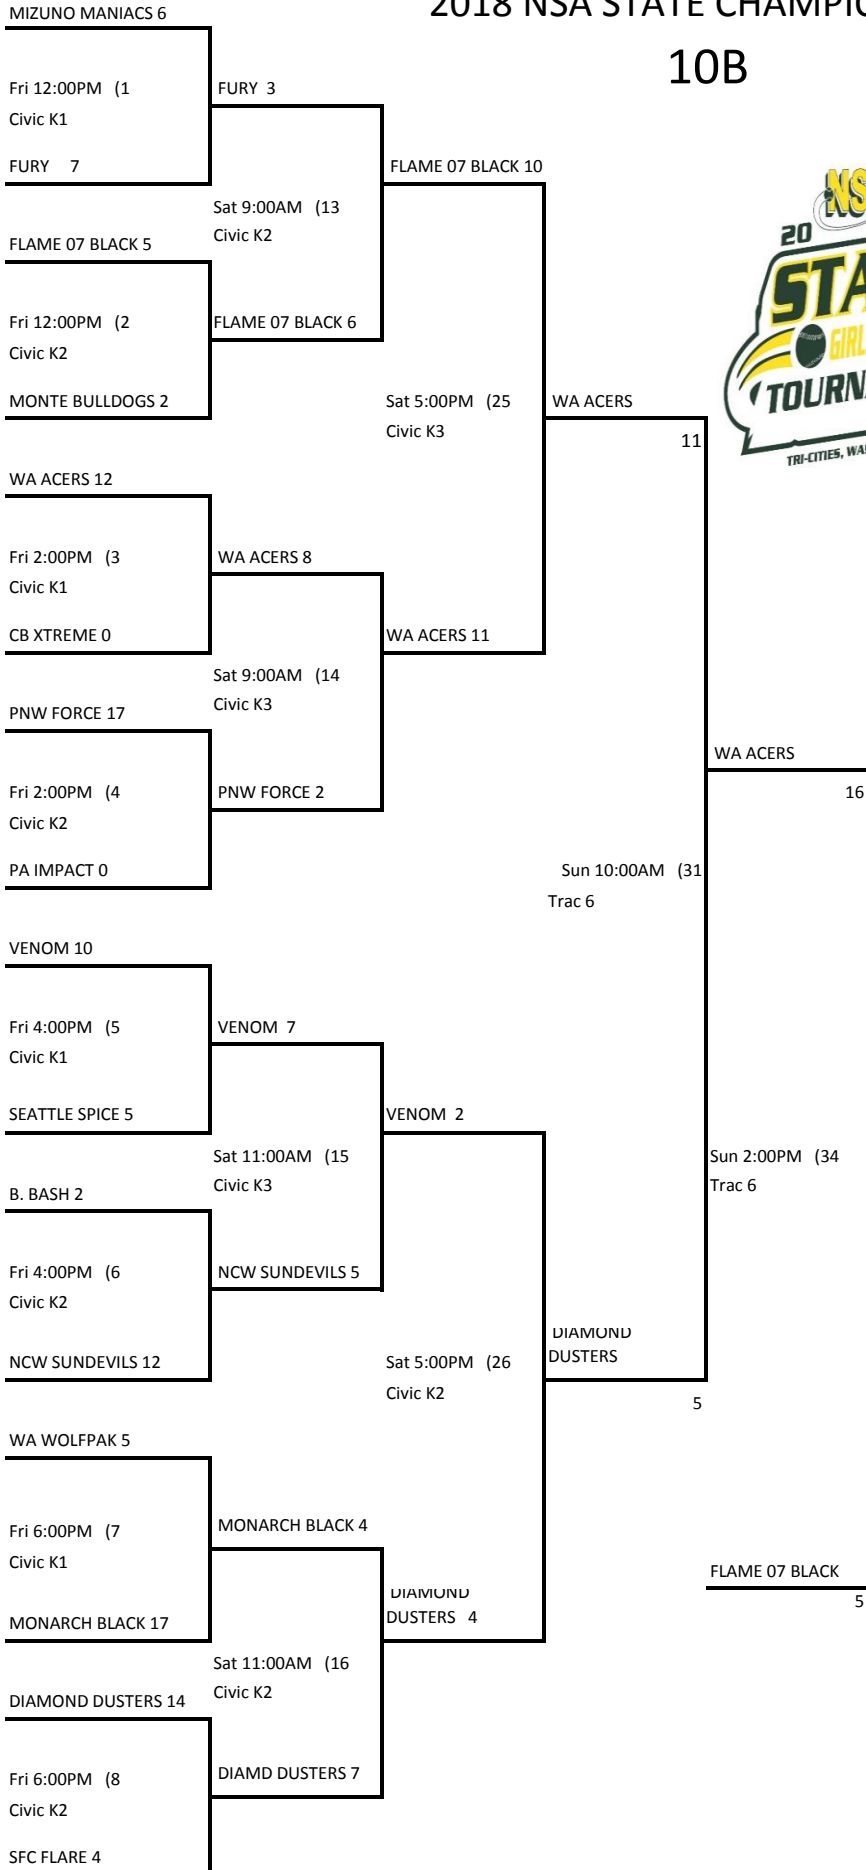 2018 NSA STATE
10B
MIZUNO MANIACS 6
Fri 12:00PM (1
Civic K1
FURY 3
FURY 7
FLAME 07 BLACK 10
Sat 9:00AM (13
Civic K2
FLAME 07 BLACK 5
Fri 12:00PM (2
Civic K2
FLAME 07 BLACK 6
MONTE BULLDOGS 2
Sat 5:00PM (25
Civic K3
WA ACERS
11
WA ACERS 12
Fri 2:00PM (3
Civic K1
WA ACERS 8
CB XTREME 0
WA ACERS 11
Sat 9:00AM (14
Civic K3
PNW FORCE 17
Fri 2:00PM (4
Civic K2
PNW FORCE 2
WA ACERS
16
PA IMPACT 0
Sun 10:00AM (31
Trac 6
VENOM 10
Fri 4:00PM (5
Civic K1
VENOM 7
SEATTLE SPICE 5
VENOM 2
Sat 11:00AM (15
Civic K3
Sun 2:00PM (34
Trac 6
B. BASH 2
Fri 4:00PM (6
Civic K2
NCW SUNDEVILS 5
NCW SUNDEVILS 12
Sat 5:00PM (26
Civic K2
DIAMOND
DUSTERS
5
WA WOLFPAK 5
Fri 6:00PM (7
Civic K1
MONARCH BLACK 4
FLAME 07 BLACK
5
MONARCH BLACK 17
DIAMOND
DUSTERS 4
Sat 11:00AM (16
Civic K2
DIAMOND DUSTERS 14
Fri 6:00PM (8
Civic K2
DIAMD DUSTERS 7
SFC FLARE 4
20
TRI-CITIES,